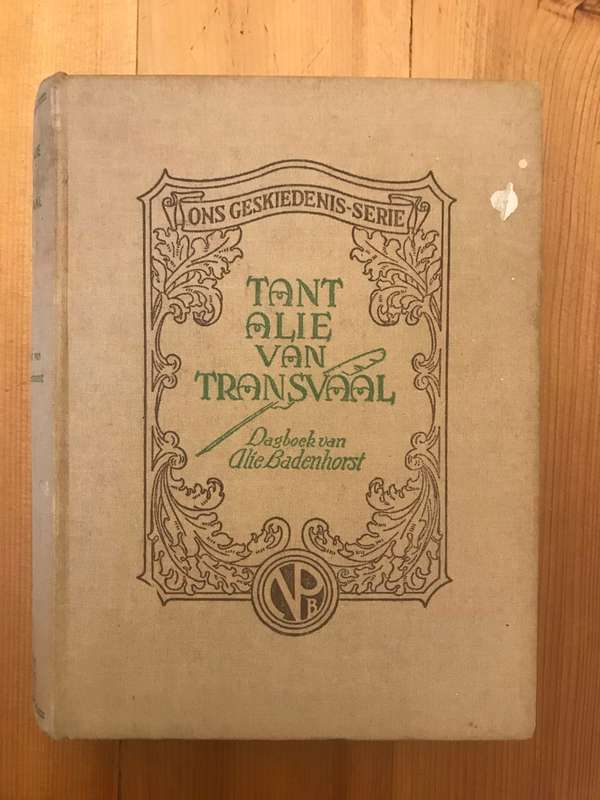 ONS GESKIEDENIS-SERIE
TANT
ALIE
VAN
TRANSVAAL
Dagboek van
Alie Badenhorst
NPB